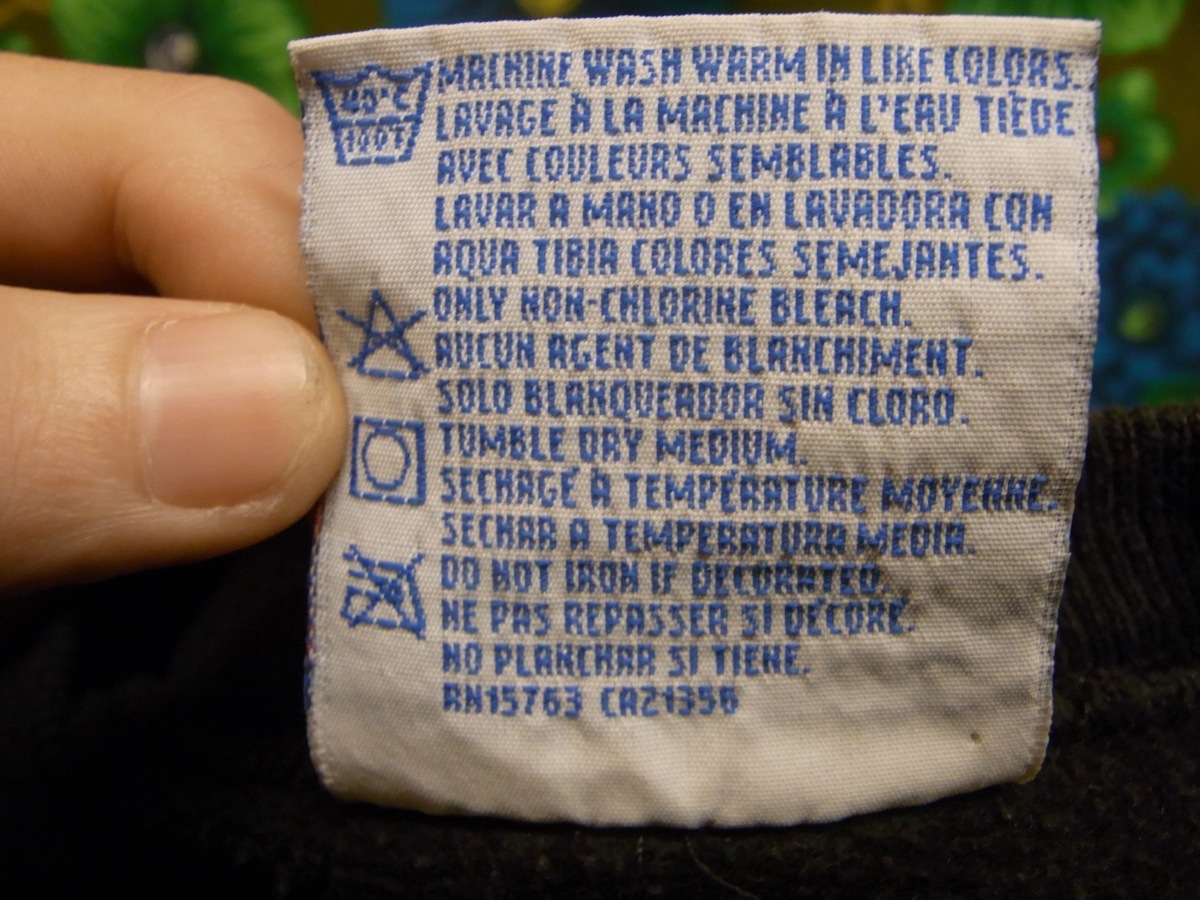 40°C
MACHINE WASH WARM IN LIKE COLORS.
LAVAGE À LA MACHINE À L'EAU TIÈDE
AVEC COULEURS SEMBLABLES.
LAVAR A MANO O EN LAVADORA CON
AQUA TIBIA COLORES SEMEJANTES.
ONLY NON-CHLORINE BLEACH.
AUCUN AGENT DE BLANCHIMENT.
SOLO BLANQUEADOR SIN CLORO.
TUMBLE DRY MEDIUM.
SECHAGE À TEMPÉRATURE MOYENNE.
SECHAR A TEMPERATURA MEDIA.
DO NOT IRON IF DECORATED.
NE PAS REPASSER SI DÉCORÉ.
NO PLANCHAR SI TIENE.
RN15763 CA21356